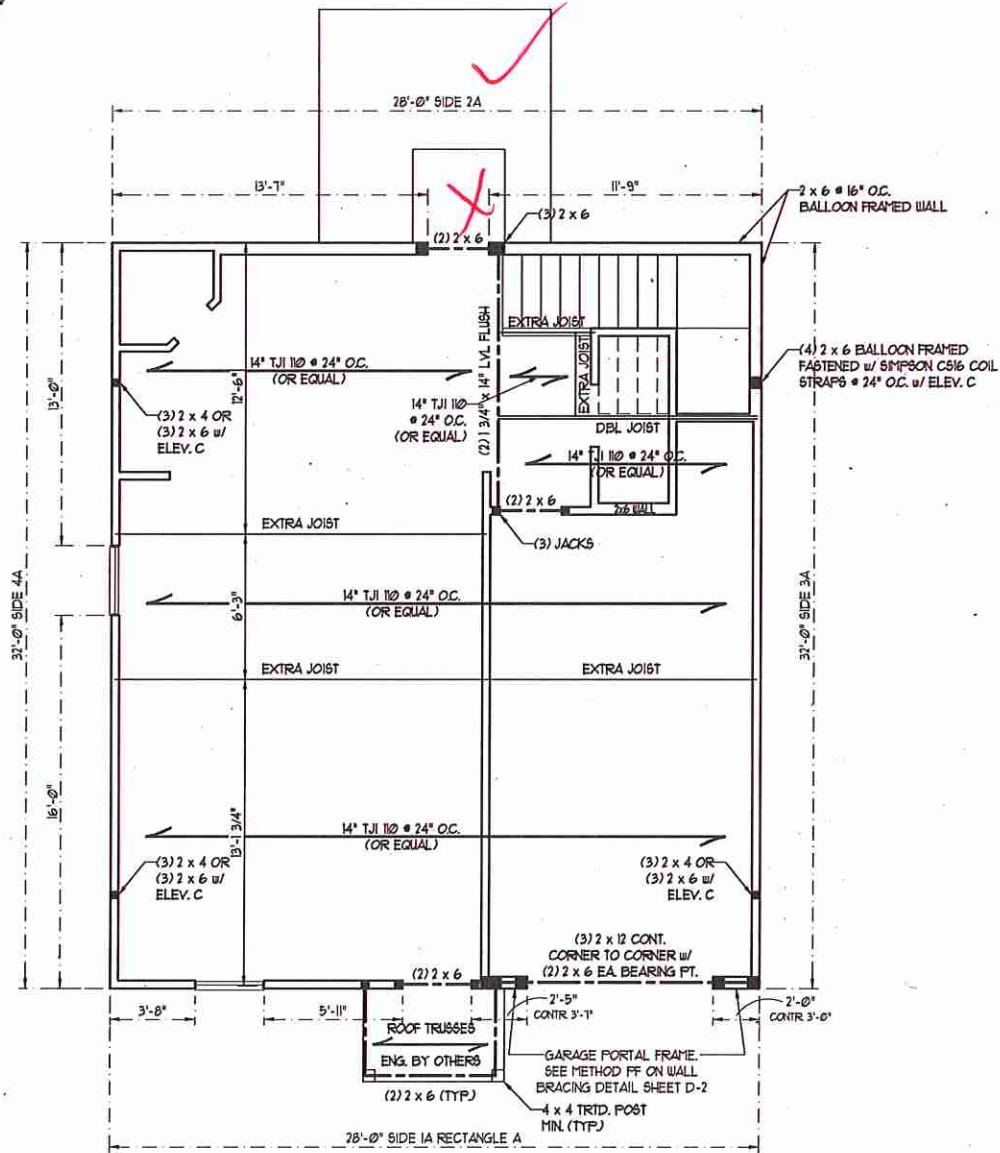 28'-0" SIDE 2A
13'-7"
11'-9"
2 x 6 @ 16" O.C.
BALLOON FRAMED WALL
(3) 2 x 6
(2) 2 x 6
EXTRA JOIST
14" TJI 110 @ 24" O.C.
(OR EQUAL)
12'-6"
13'-0"
(2) 1 3/4" x 14" LVL FLUSH
EXTRA JOIST
(4) 2 x 6 BALLOON FRAMED
FASTENED w/ SIMPSON CS16 COIL
STRAPS @ 24" O.C. w/ ELEV. C
(3) 2 x 4 OR
(3) 2 x 6 w/
ELEV. C
14" TJI 110
@ 24" O.C.
(OR EQUAL)
DBL JOIST
14" TJI 110 @ 24" O.C.
(OR EQUAL)
(2) 2 x 6
2x6 WALL
EXTRA JOIST
(3) JACKS
32'-0" SIDE 4A
6'-3"
14" TJI 110 @ 24" O.C.
(OR EQUAL)
32'-0" SIDE 3A
EXTRA JOIST
EXTRA JOIST
16'-0"
13'-1 3/4"
14" TJI 110 @ 24" O.C.
(OR EQUAL)
(3) 2 x 4 OR
(3) 2 x 6 w/
ELEV. C
(3) 2 x 4 OR
(3) 2 x 6 w/
ELEV. C
(3) 2 x 12 CONT.
CORNER TO CORNER w/
(2) 2 x 6 EA. BEARING PT.
(2) 2 x 6
3'-8"
5'-11"
2'-5"
CONTR 3'-7"
2'-0"
CONTR 3'-0"
ROOF TRUSSES
ENG. BY OTHERS
GARAGE PORTAL FRAME.
SEE METHOD PF ON WALL
BRACING DETAIL SHEET D-2
(2) 2 x 6 (TYP.)
4 x 4 TRTD. POST
MIN. (TYP.)
28'-0" SIDE 1A RECTANGLE A